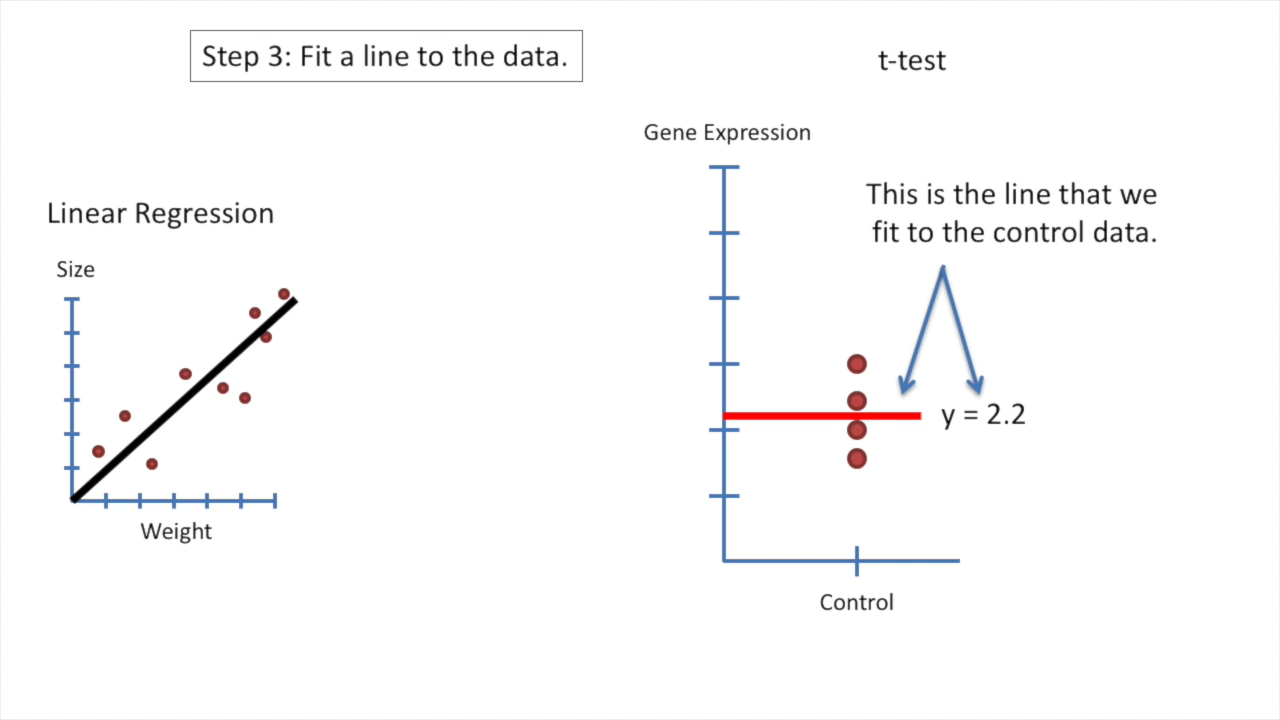 Step 3: Fit a line to the data.
t-test
Linear Regression
Size
Weight
Gene Expression
This is the line that we
fit to the control data.
y = 2.2
Control